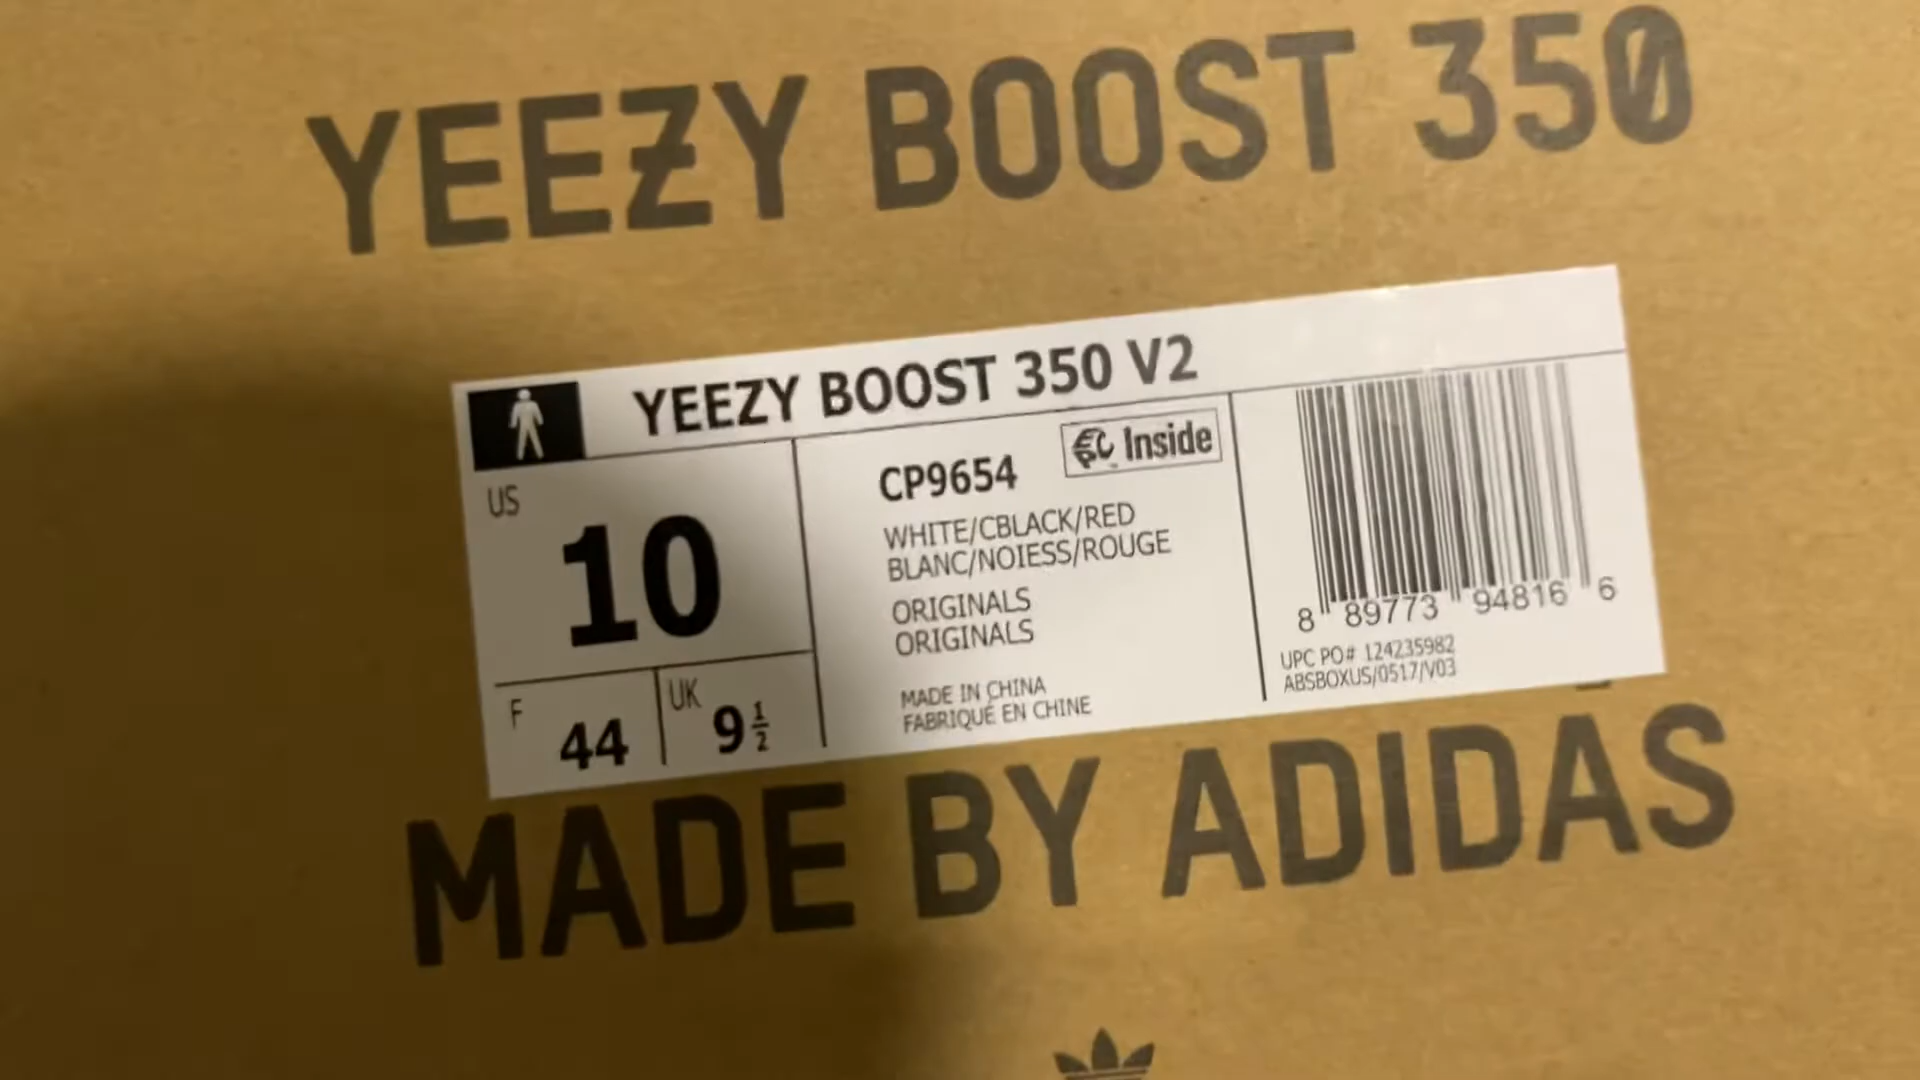 YEEZY BOOST 350
YEEZY BOOST 350 V2
US
10
F
44
UK
9 1/2
CP9654
Inside
WHITE/CBLACK/RED
BLANC/NOIESS/ROUGE
ORIGINALS
ORIGINALS
MADE IN CHINA
FABRIQUÉ EN CHINE
8 89773 94816 6
UPC PO# 124235982
ABSBOXUS/0517/V03
MADE BY ADIDAS